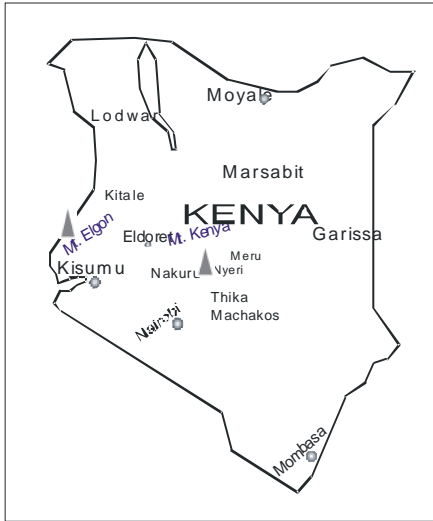 Moyale
Lodwar
Marsabit
Kitale
KENYA
Mt. Elgon
Eldoret
Mt. Kenya
Garissa
Kisumu
Meru
Nakuru
Nyeri
Thika
Machakos
Nairobi
Mombasa